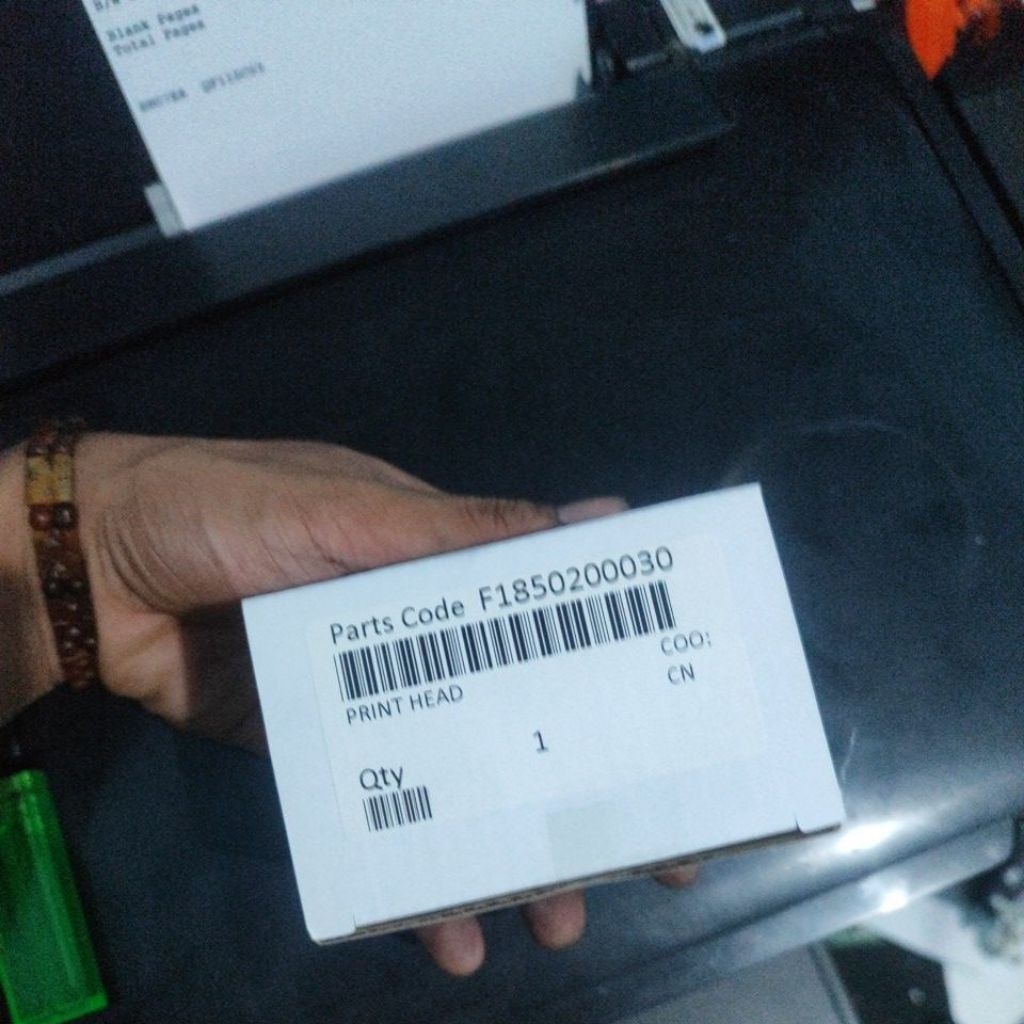 Blank Pages
Total Pages
Parts Code F1850200030
PRINT HEAD
COO:
CN
1
Qty